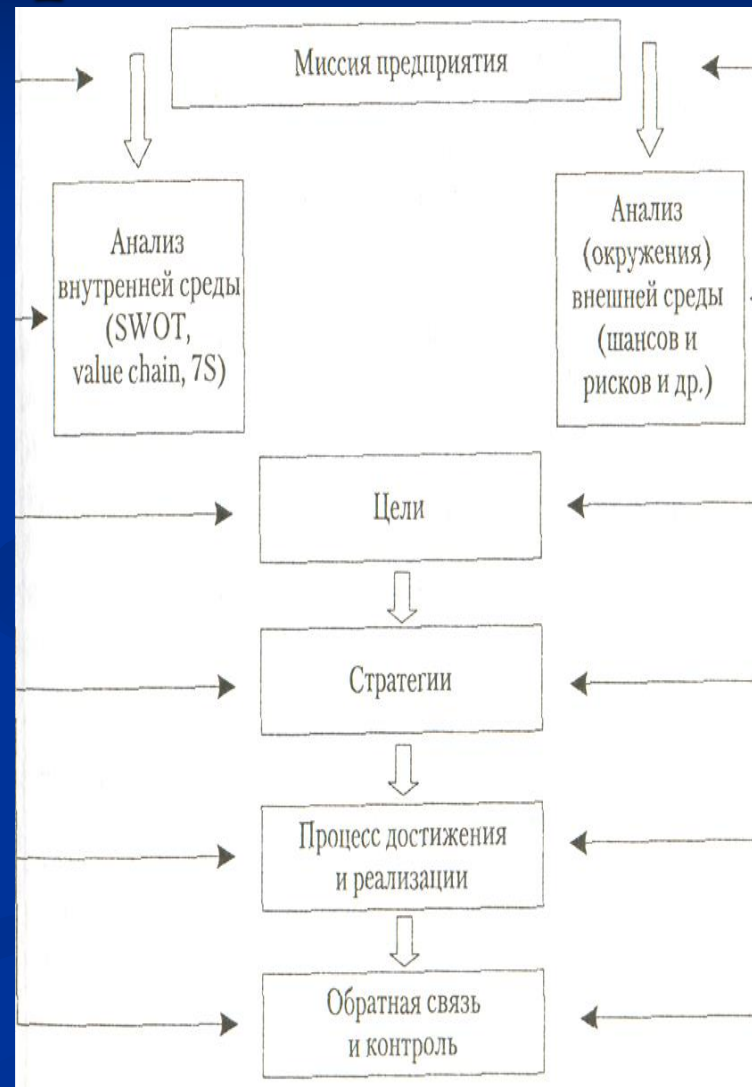 Миссия предприятия
Анализ
внутренней среды
(SWOT,
value chain, 7S)
Анализ
(окружения)
внешней среды
(шансов и
рисков и др.)
Цели
Стратегии
Процесс достижения
и реализации
Обратная связь
и контроль